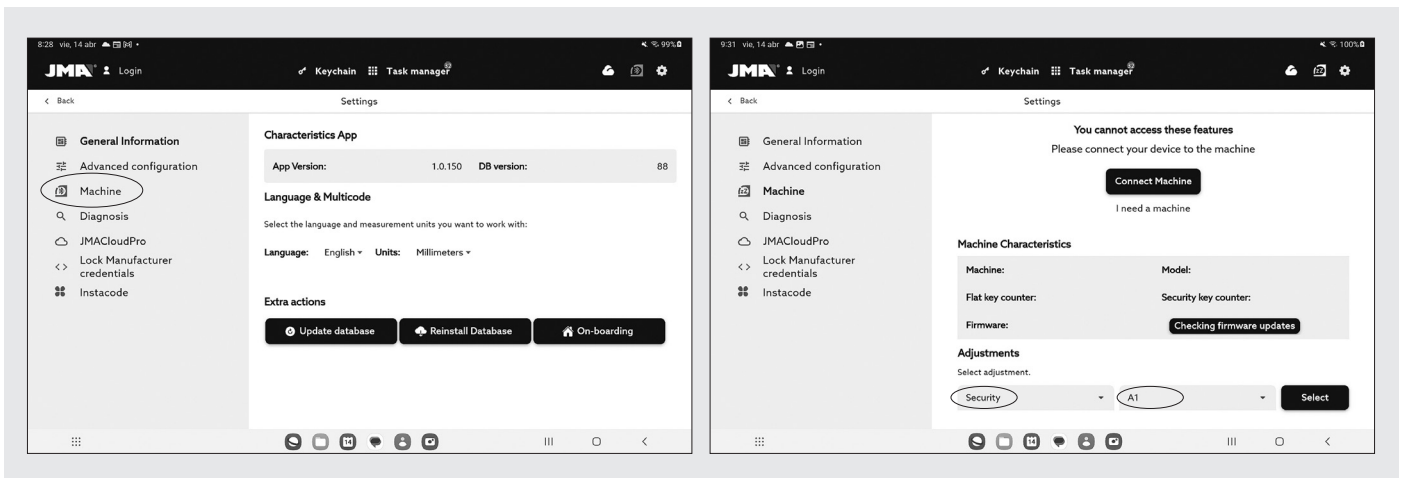 8:28 vie, 14 abr
99%
JMA Login
Keychain
Task manager
Back
Settings
General Information
Advanced configuration
Machine
Diagnosis
JMACloudPro
Lock Manufacturer
credentials
Instacode
Characteristics App
App Version: 1.0.150 DB version: 88
Language & Multicode
Select the language and measurement units you want to work with:
Language: English Units: Millimeters
Extra actions
Update database
Reinstall Database
On-boarding
9:31 vie, 14 abr
100%
JMA Login
Keychain
Task manager
Back
Settings
General Information
Advanced configuration
Machine
Diagnosis
JMACloudPro
Lock Manufacturer
credentials
Instacode
You cannot access these features
Please connect your device to the machine
Connect Machine
I need a machine
Machine Characteristics
Machine: Model:
Flat key counter: Security key counter:
Firmware: Checking firmware updates
Adjustments
Select adjustment.
Security A1 Select